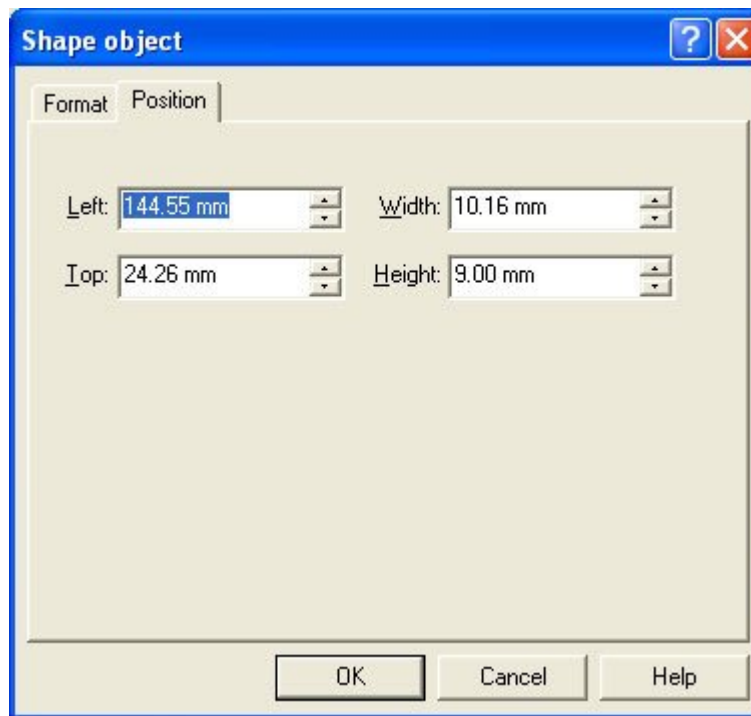 Shape object
Format Position
Left: 144.55 mm Width: 10.16 mm
Top: 24.26 mm Height: 9.00 mm
OK Cancel Help